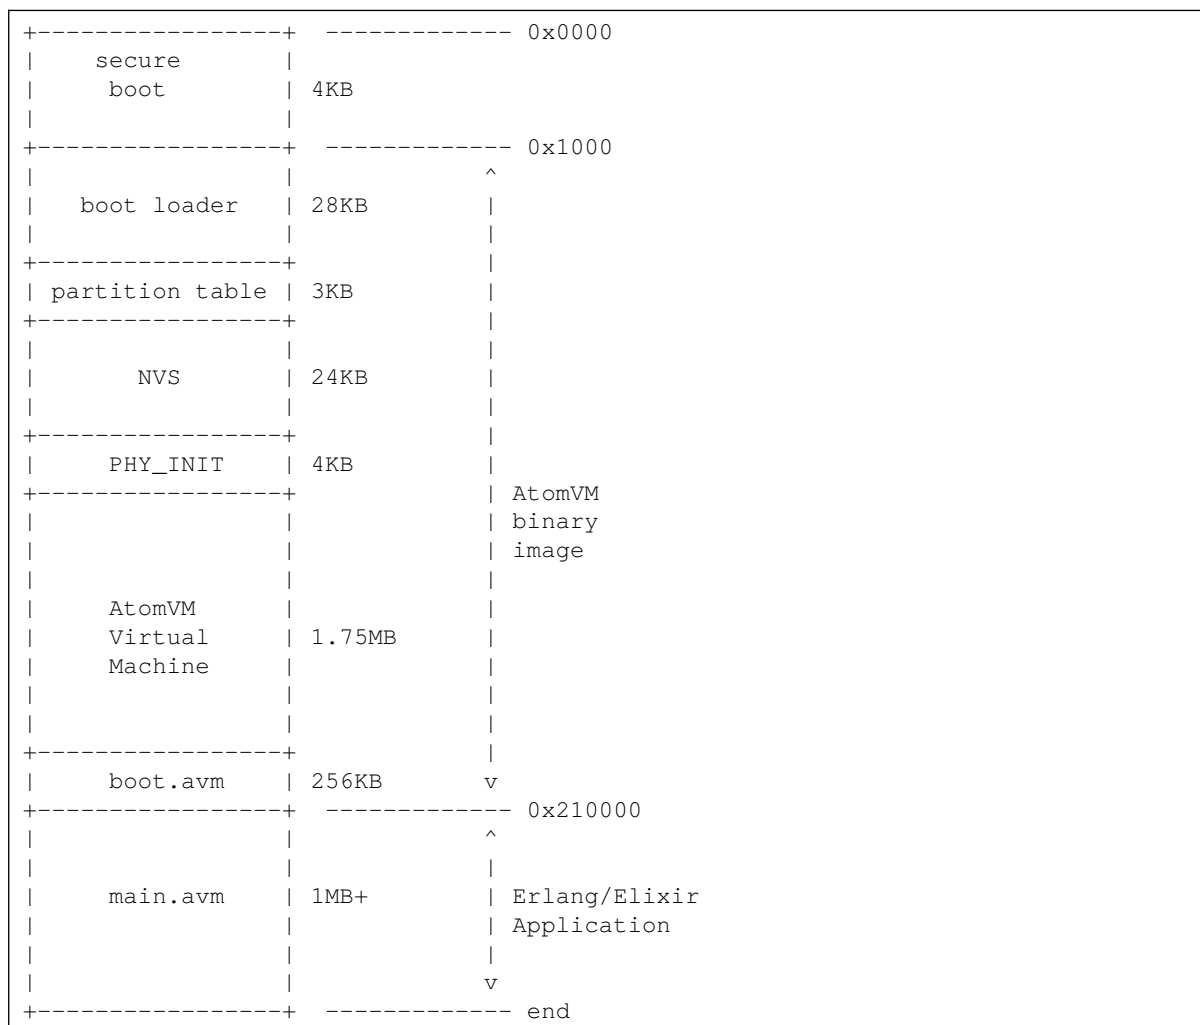 +-----------------+  ------------- 0x0000
|    secure       |
|     boot        | 4KB
|                 |
+-----------------+  ------------- 0x1000
|                 |             ^
|   boot loader   | 28KB        |
|                 |             |
+-----------------+             |
| partition table | 3KB         |
+-----------------+             |
|                 |             |
|       NVS       | 24KB        |
|                 |             |
+-----------------+             |
|     PHY_INIT    | 4KB         |
+-----------------+             | AtomVM
|                 |             | binary
|                 |             | image
|                 |             |
|     AtomVM      |             |
|     Virtual     | 1.75MB      |
|     Machine     |             |
|                 |             |
|                 |             |
+-----------------+             |
|     boot.avm    | 256KB       v
+-----------------+  ------------- 0x210000
|                 |             ^
|                 |             |
|     main.avm    | 1MB+        | Erlang/Elixir
|                 |             | Application
|                 |             |
|                 |             v
+-----------------+  ------------- end